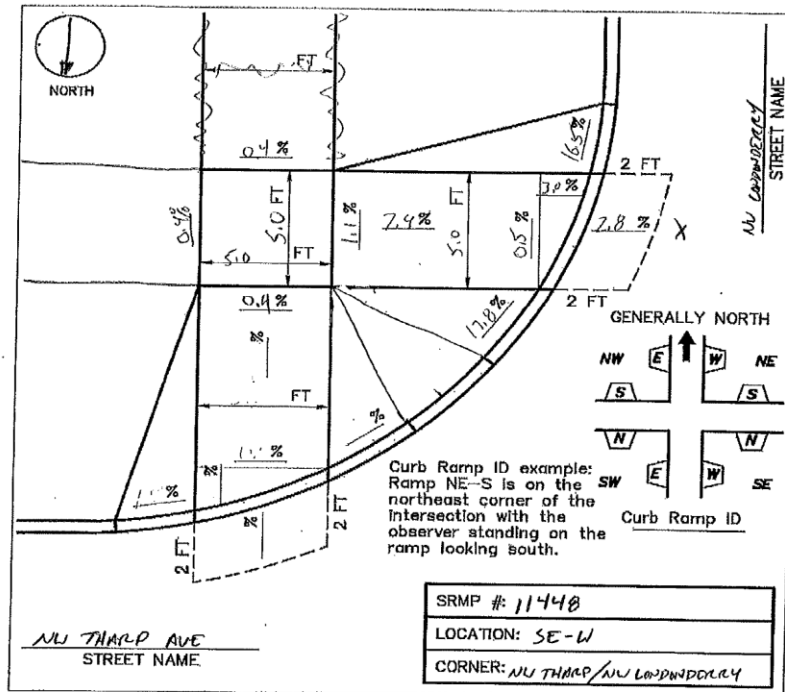 NORTH
FT
0.4%
16.5%
2 FT
3.0%
0.4%
5.0 FT
1.1%
7.4%
5.0 FT
0.5%
7.8% X
5.0 FT
2 FT
0.4%
17.8%
%
FT
%
%
%
%
%
2 FT
2 FT
NW LONDONDERRY
STREET NAME
GENERALLY NORTH
NW E W NE
S S
N N
SW E W SE
Curb Ramp ID
Curb Ramp ID example:
Ramp NE-S is on the
northeast corner of the
intersection with the
observer standing on the
ramp looking south.
NW THARP AVE
STREET NAME
SRMP #: 11448
LOCATION: SE-W
CORNER: NW THARP/NW LONDONDERRY